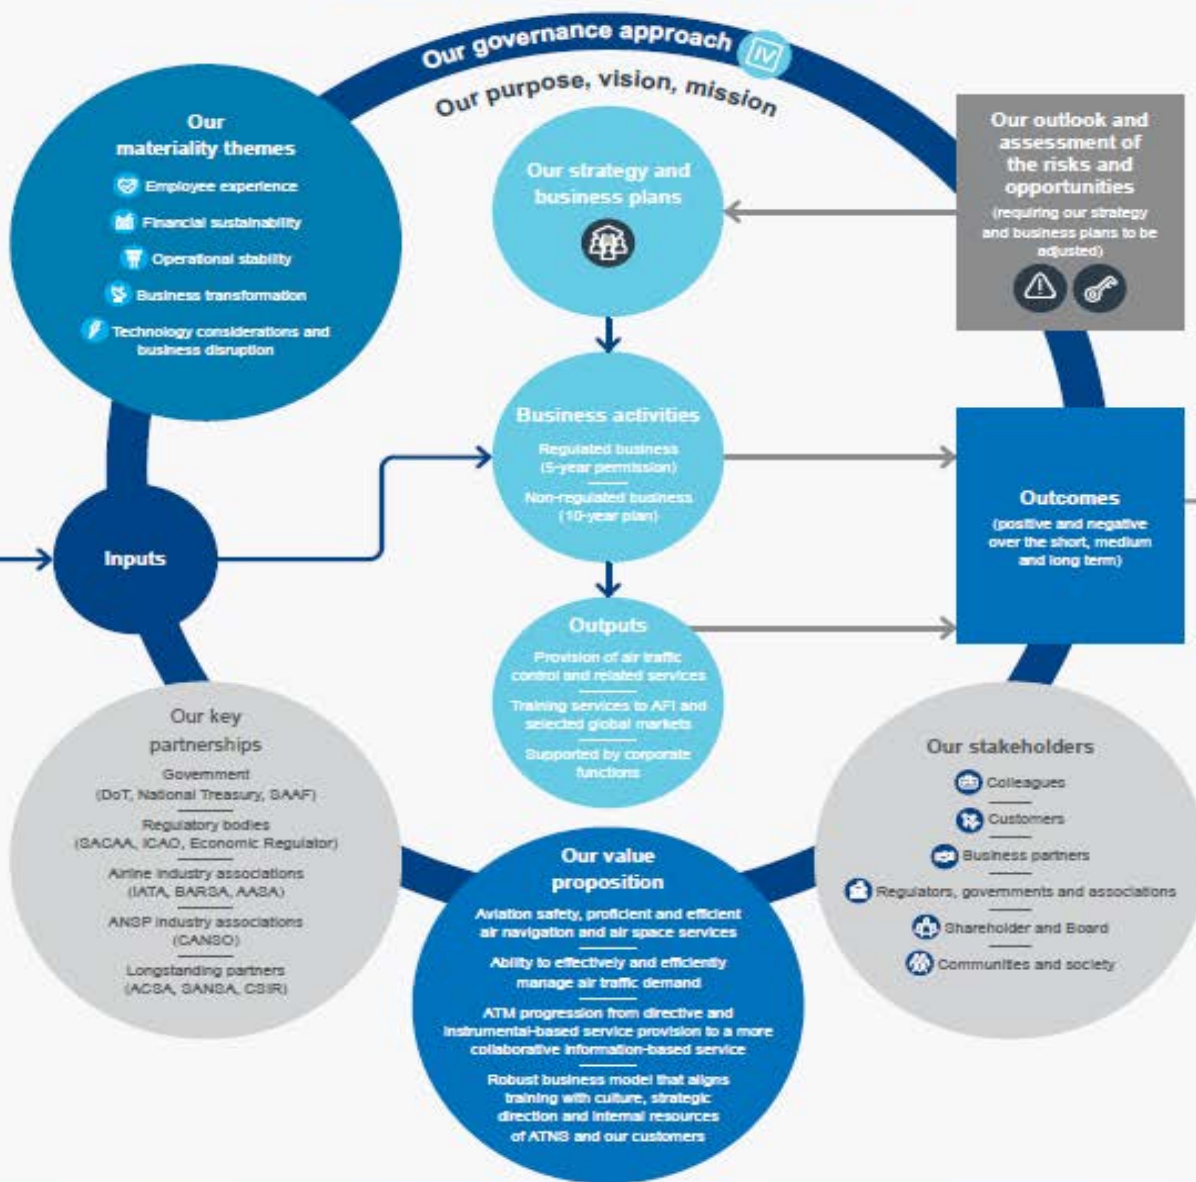 Our governance approach IV
Our purpose, vision, mission
Our
materiality themes
Employee experience
Financial sustainability
Operational stability
Business transformation
Technology considerations and
business disruption
Our strategy and
business plans
Our outlook and
assessment of
the risks and
opportunities
(requiring our strategy
and business plans to be
adjusted)
Inputs
Business activities
Regulated business
(5-year permission)
Non-regulated business
(10-year plan)
Outcomes
(positive and negative
over the short, medium
and long term)
Outputs
Provision of air traffic
control and related services
Training services to AFI and
selected global markets
Supported by corporate
functions
Our key
partnerships
Government
(DoT, National Treasury, SAAF)
Regulatory bodies
(SACAA, ICAO, Economic Regulator)
Airline industry associations
(IATA, BARSA, AASA)
ANSP industry associations
(CANSO)
Longstanding partners
(ACSA, SANSA, CSIR)
Our value
proposition
Aviation safety, proficient and efficient
air navigation and air space services
Ability to effectively and efficiently
manage air traffic demand
ATM progression from directive and
instrumental-based service provision to a more
collaborative information-based service
Robust business model that aligns
training with culture, strategic
direction and internal resources
of ATNS and our customers
Our stakeholders
Colleagues
Customers
Business partners
Regulators, governments and associations
Shareholder and Board
Communities and society